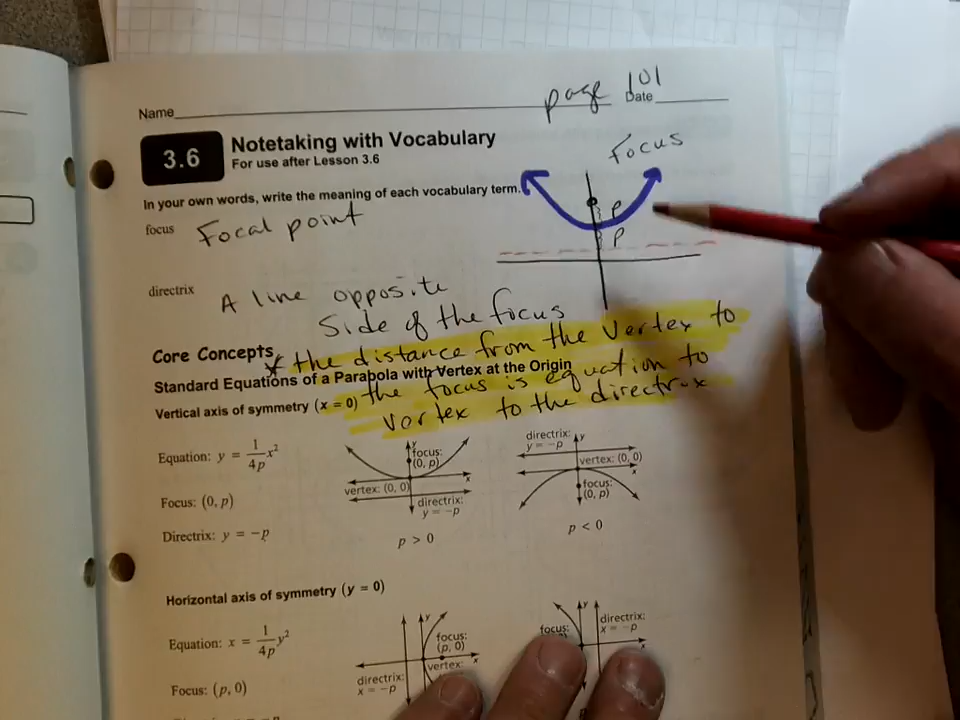 page 101
Name Date
3.6 Notetaking with Vocabulary
For use after Lesson 3.6
Focus
In your own words, write the meaning of each vocabulary term.
focus Focal point
P
P
directrix A line opposite
Side of the focus
Core Concepts * the distance from the Vertex to
Standard Equations of a Parabola with Vertex at the Origin
the focus is equation to
Vertical axis of symmetry (x = 0)
Vertex to the directrix
Equation: y = 1/4p x²
Focus: (0, p)
Directrix: y = −p
y
focus:
(0, p)
x
vertex: (0, 0)
directrix:
y = −p
p > 0
directrix:
y = −p
y
vertex: (0, 0)
x
focus:
(0, p)
p < 0
Horizontal axis of symmetry (y = 0)
Equation: x = 1/4p y²
Focus: (p, 0)
y
focus:
(p, 0)
x
vertex:
directrix:
x = −p
y
directrix:
x = −p
focus:
x